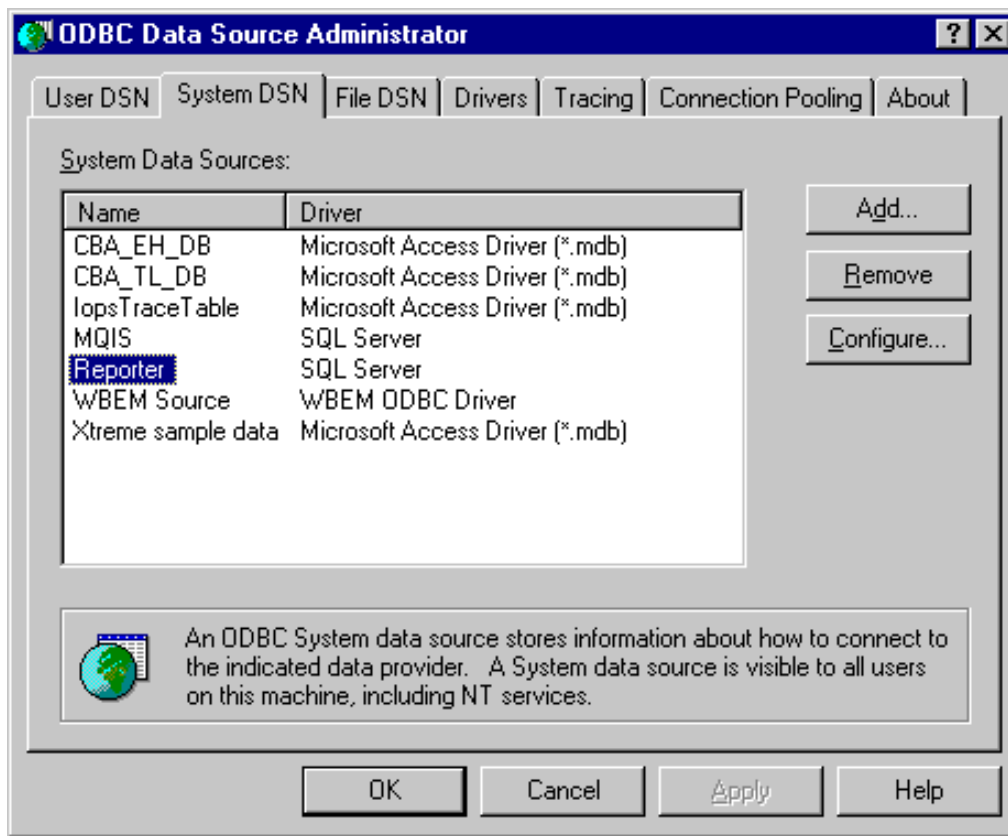 ODBC Data Source Administrator
User DSN System DSN File DSN Drivers Tracing Connection Pooling About
System Data Sources:
Name Driver
CBA_EH_DB Microsoft Access Driver (*.mdb)
CBA_TL_DB Microsoft Access Driver (*.mdb)
IopsTraceTable Microsoft Access Driver (*.mdb)
MQIS SQL Server
Reporter SQL Server
WBEM Source WBEM ODBC Driver
Xtreme sample data Microsoft Access Driver (*.mdb)
Add...
Remove
Configure...
An ODBC System data source stores information about how to connect to
the indicated data provider. A System data source is visible to all users
on this machine, including NT services.
OK Cancel Apply Help